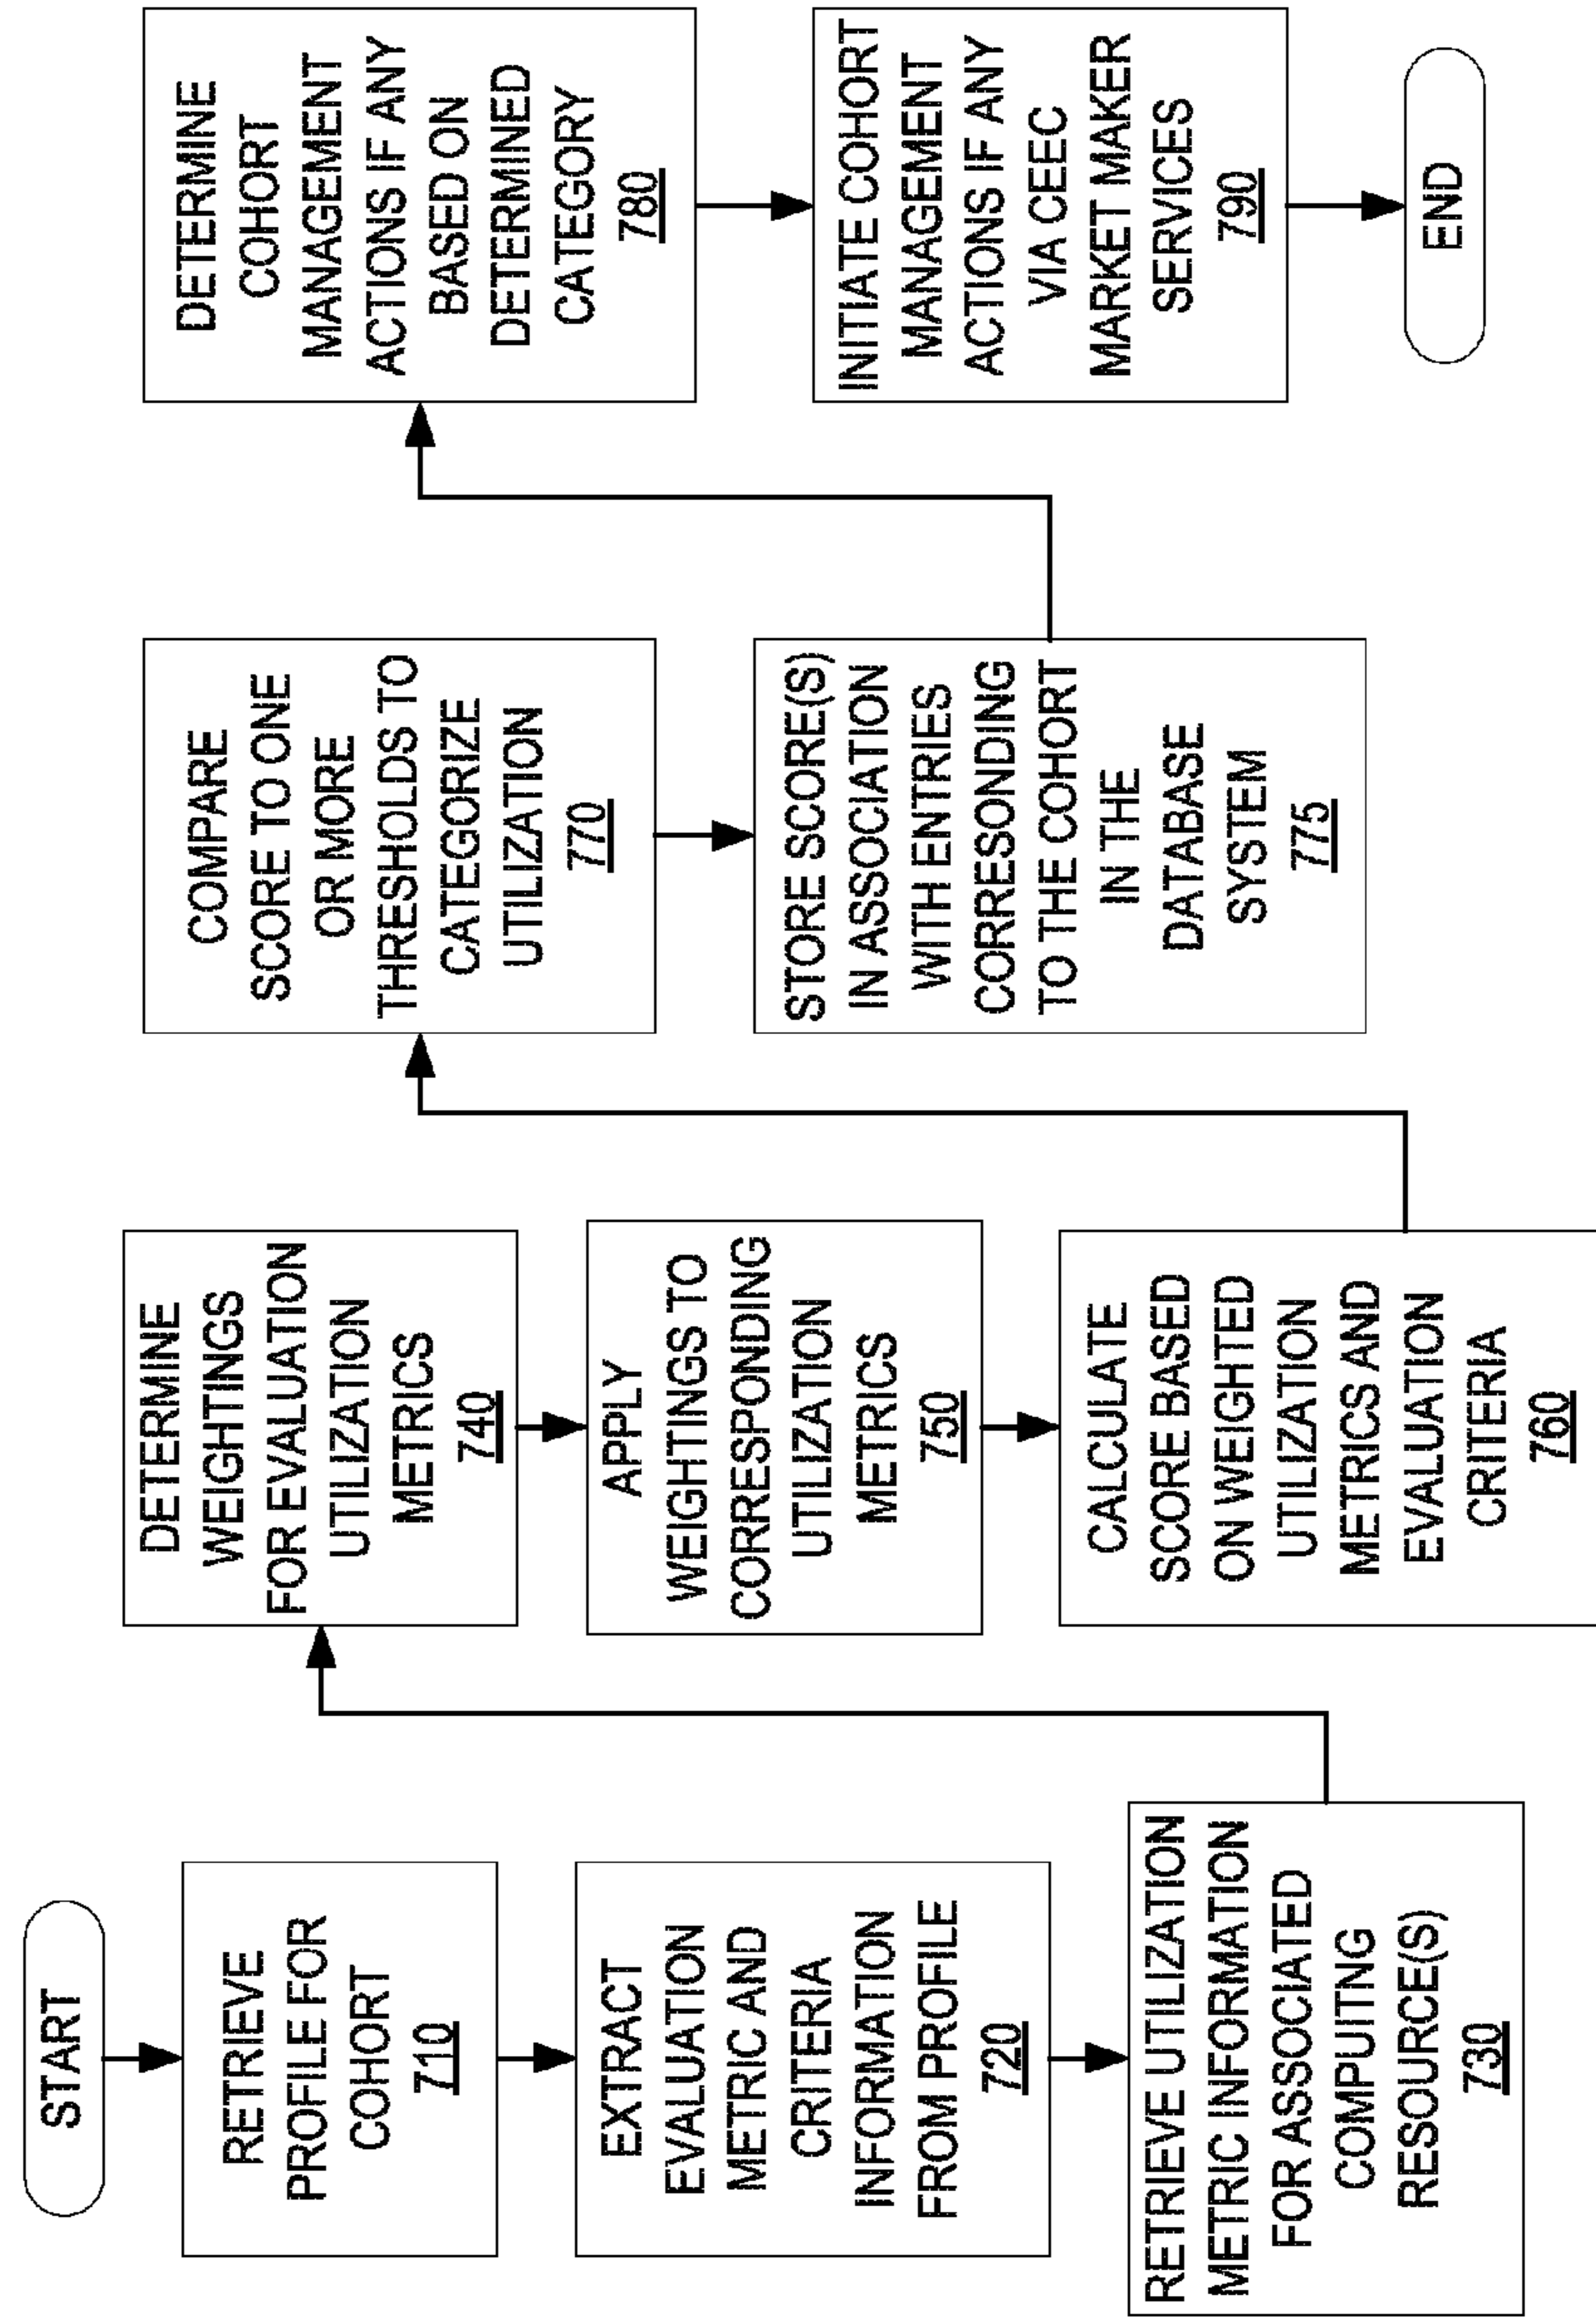 START
RETRIEVE
PROFILE FOR
COHORT
710
EXTRACT
EVALUATION
METRIC AND
CRITERIA
INFORMATION
FROM PROFILE
720
RETRIEVE UTILIZATION
METRIC INFORMATION
FOR ASSOCIATED
COMPUITNG
RESOURCE(S)
730
DETERMINE
WEIGHTINGS
FOR EVALUATION
UTILIZATION
METRICS
740
APPLY
WEIGHTINGS TO
CORRESPONDING
UTILIZATION
METRICS
750
CALCULATE
SCORE BASED
ON WEIGHTED
UTILIZATION
METRICS AND
EVALUATION
CRITERIA
760
COMPARE
SCORE TO ONE
OR MORE
THRESHOLDS TO
CATEGORIZE
UTILIZATION
770
STORE SCORE(S)
IN ASSOCIATION
WITH ENTRIES
CORRESONDING
TO THE COHORT
IN THE
DATABASE
SYSTEM
775
DETERMINE
COHORT
MANAGEMENT
ACTIONS IF ANY
BASED ON
DETERMINED
CATEGORY
780
INITIATE COHORT
MANAGEMENT
ACTIONS IF ANY
VIA CEEC
MARKET MAKER
SERVICES
790
END